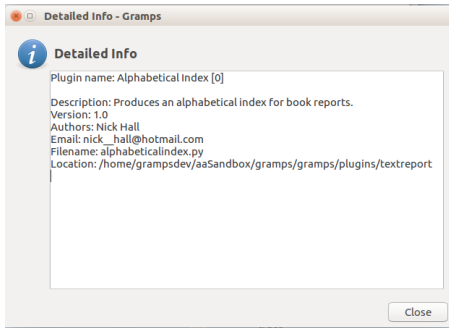 Detailed Info - Gramps
Detailed Info
Plugin name: Alphabetical Index [0]
Description: Produces an alphabetical index for book reports.
Version: 1.0
Authors: Nick Hall
Email: nick__hall@hotmail.com
Filename: alphabeticalindex.py
Location: /home/grampsdev/aaSandbox/gramps/gramps/plugins/textreport
Close